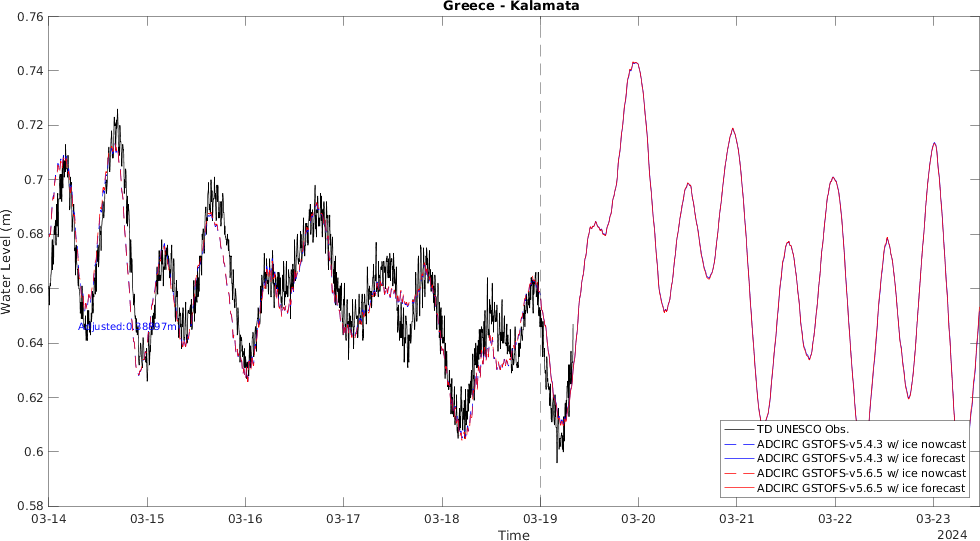 Greece - Kalamata
0.76
0.74
0.72
0.7
0.68
0.66
0.64
0.62
0.6
0.58
Water Level (m)
TD UNESCO Obs.
ADCIRC GSTOFS-v5.4.3 w/ ice nowcast
ADCIRC GSTOFS-v5.4.3 w/ ice forecast
ADCIRC GSTOFS-v5.6.5 w/ ice nowcast
ADCIRC GSTOFS-v5.6.5 w/ ice forecast
03-14 03-15 03-16 03-17 03-18 03-19 03-20 03-21 03-22 03-23
Time
2024